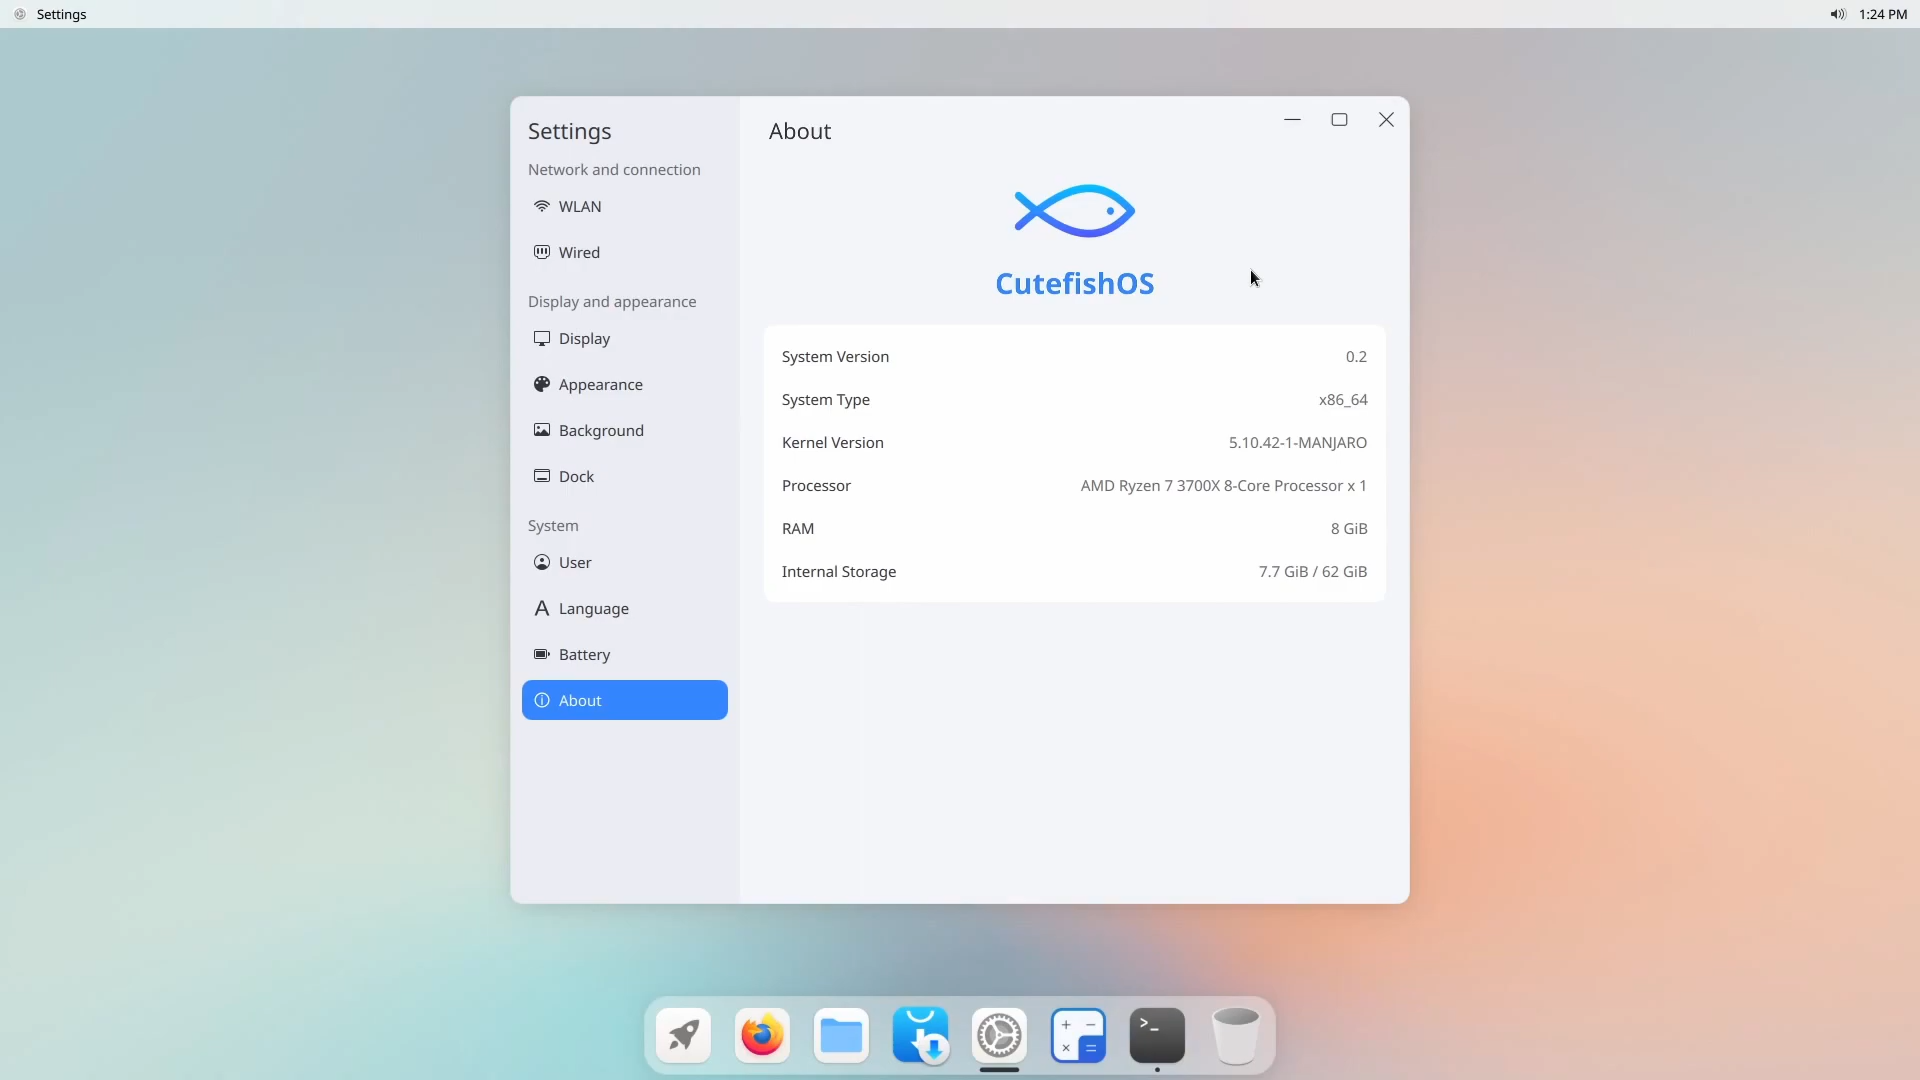 Settings
1:24 PM
Settings
About
Network and connection
WLAN
Wired
CutefishOS
Display and appearance
Display
Appearance
Background
Dock
System
User
Language
Battery
About
System Version 0.2
System Type x86_64
Kernel Version 5.10.42-1-MANJARO
Processor AMD Ryzen 7 3700X 8-Core Processor x 1
RAM 8 GiB
Internal Storage 7.7 GiB / 62 GiB